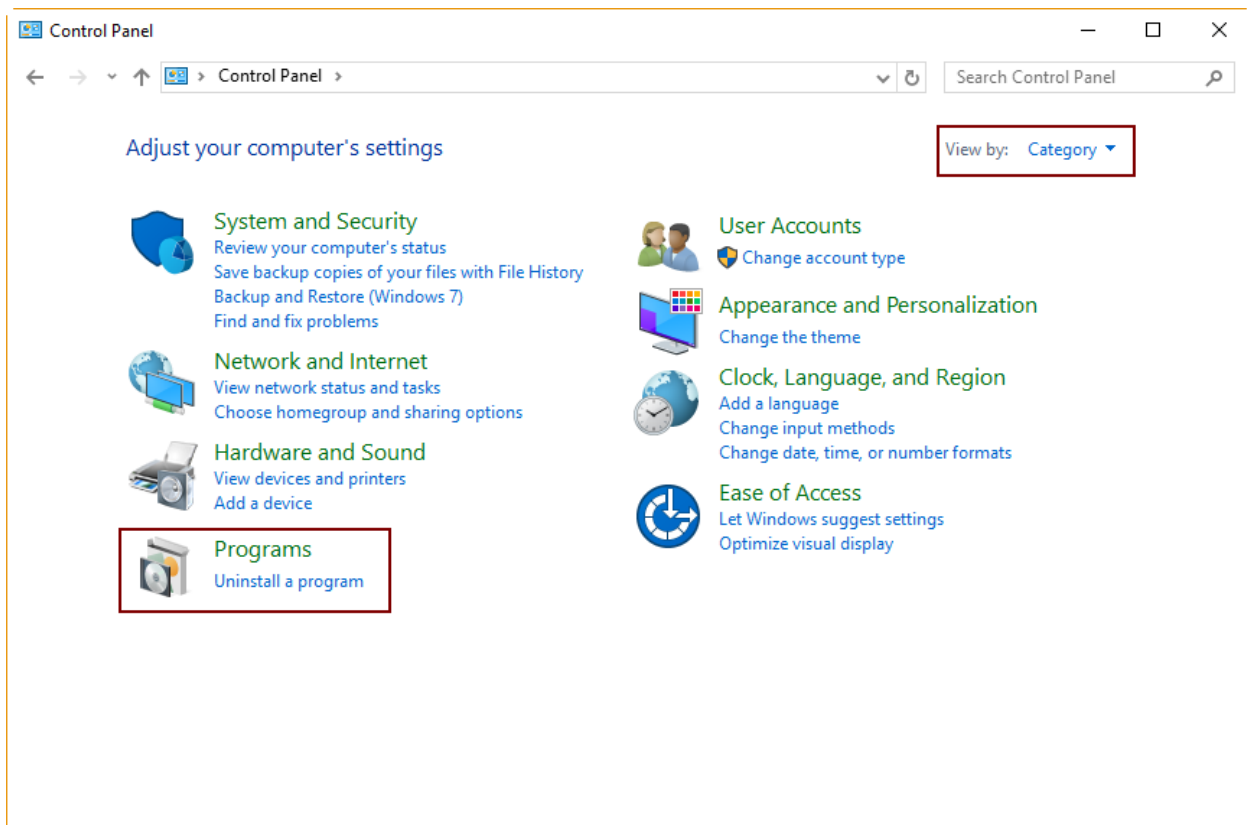 Control Panel
Control Panel
Search Control Panel
Adjust your computer's settings
View by: Category
System and Security
Review your computer's status
Save backup copies of your files with File History
Backup and Restore (Windows 7)
Find and fix problems
Network and Internet
View network status and tasks
Choose homegroup and sharing options
Hardware and Sound
View devices and printers
Add a device
Programs
Uninstall a program
User Accounts
Change account type
Appearance and Personalization
Change the theme
Clock, Language, and Region
Add a language
Change input methods
Change date, time, or number formats
Ease of Access
Let Windows suggest settings
Optimize visual display